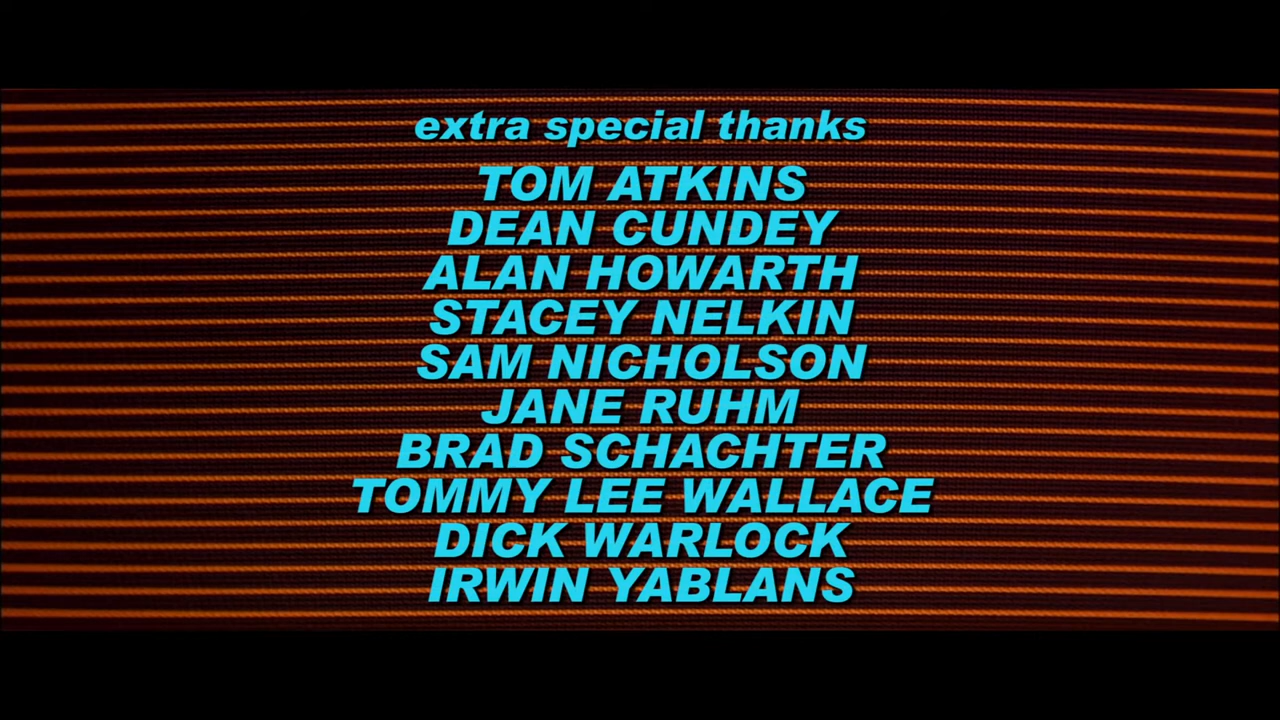 extra special thanks
TOM ATKINS
DEAN CUNDEY
ALAN HOWARTH
STACEY NELKIN
SAM NICHOLSON
JANE RUHM
BRAD SCHACHTER
TOMMY LEE WALLACE
DICK WARLOCK
IRWIN YABLANS